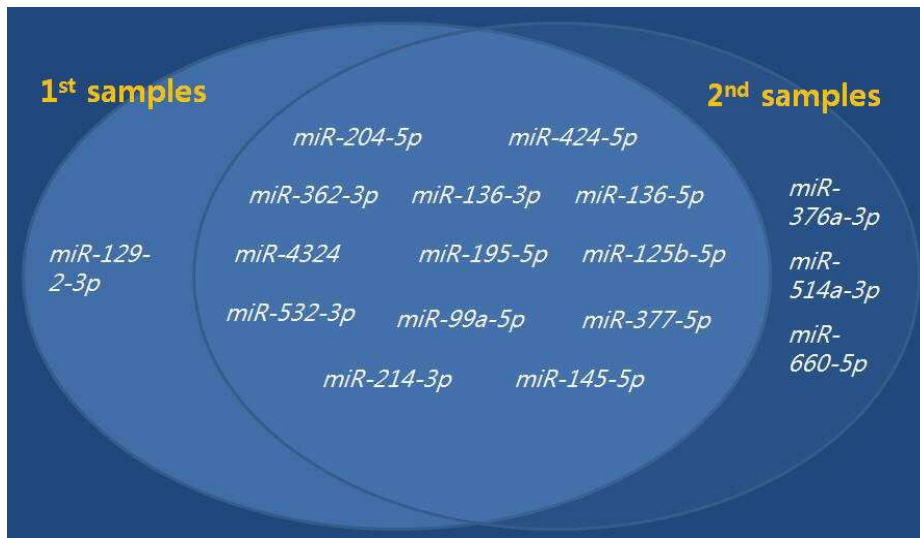 1st samples
2nd samples
miR-204-5p miR-424-5p
miR-362-3p miR-136-3p miR-136-5p
miR-
376a-3p
miR-129-
2-3p
miR-4324 miR-195-5p miR-125b-5p
miR-
514a-3p
miR-532-3p miR-99a-5p miR-377-5p
miR-
660-5p
miR-214-3p miR-145-5p